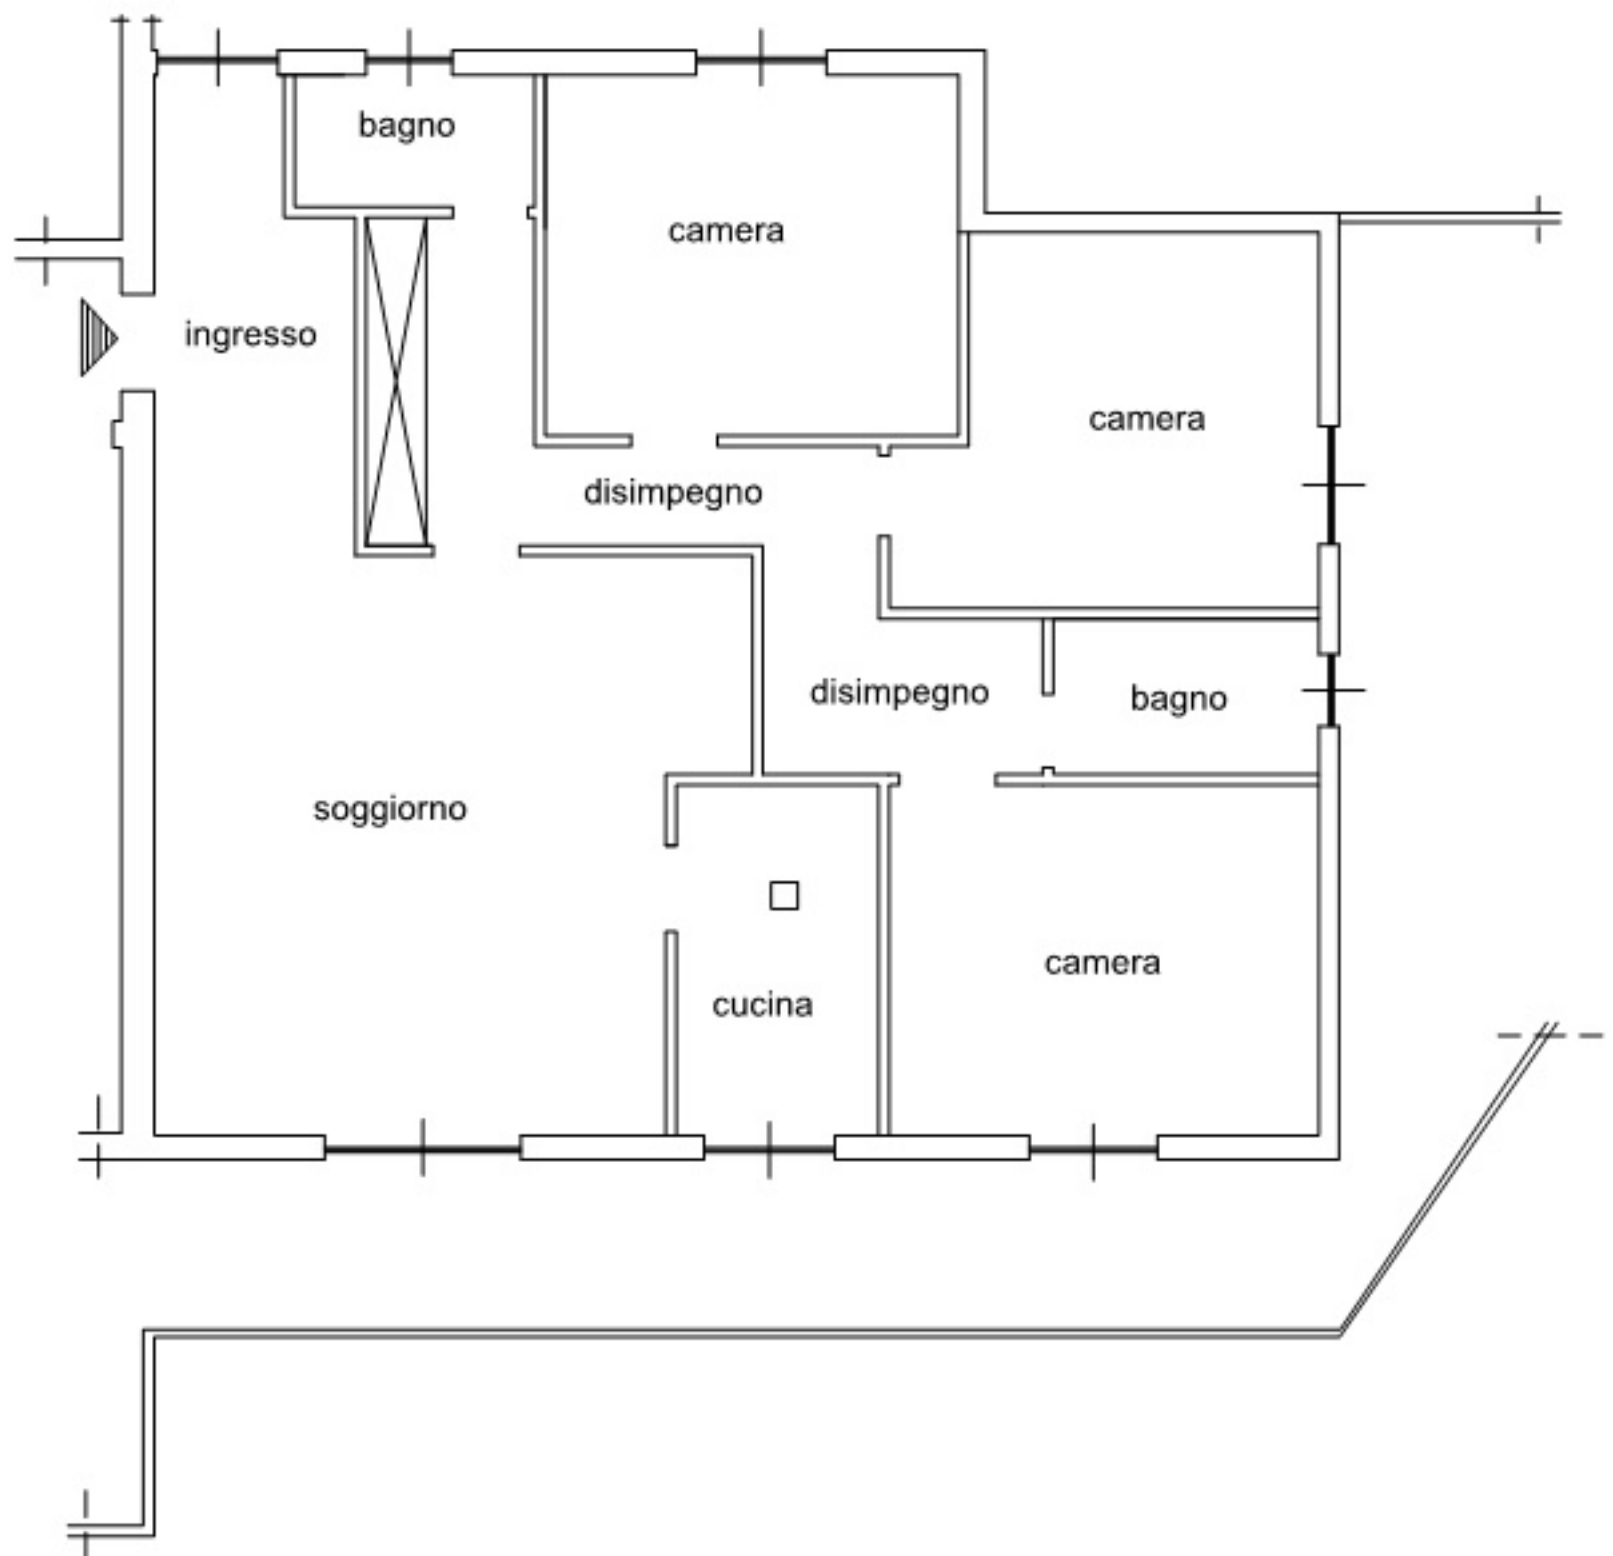 bagno
camera
ingresso
camera
disimpegno
disimpegno
bagno
soggiorno
camera
cucina